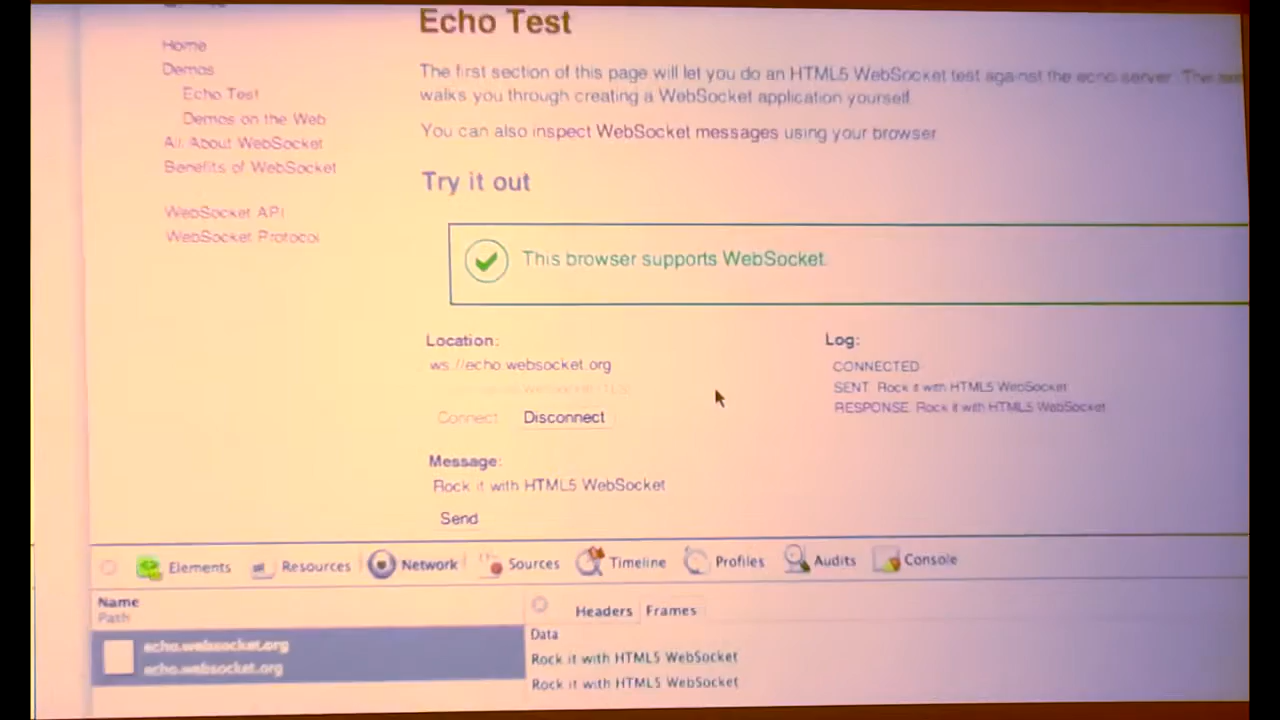 Echo Test
Home
Demos
Echo Test
Demos on the Web
All About WebSocket
Benefits of WebSocket
WebSocket API
WebSocket Protocol
The first section of this page will let you do an HTML5 WebSocket test against the echo server. The
walks you through creating a WebSocket application yourself.
You can also inspect WebSocket messages using your browser.
Try it out
This browser supports WebSocket.
Location:
ws://echo.websocket.org
Connect Disconnect
Message:
Rock it with HTML5 WebSocket
Send
Log:
CONNECTED
SENT: Rock it with HTML5 WebSocket
RESPONSE: Rock it with HTML5 WebSocket
Elements Resources Network Sources Timeline Profiles Audits Console
Name
Path
echo.websocket.org
echo.websocket.org
Headers Frames
Data
Rock it with HTML5 WebSocket
Rock it with HTML5 WebSocket